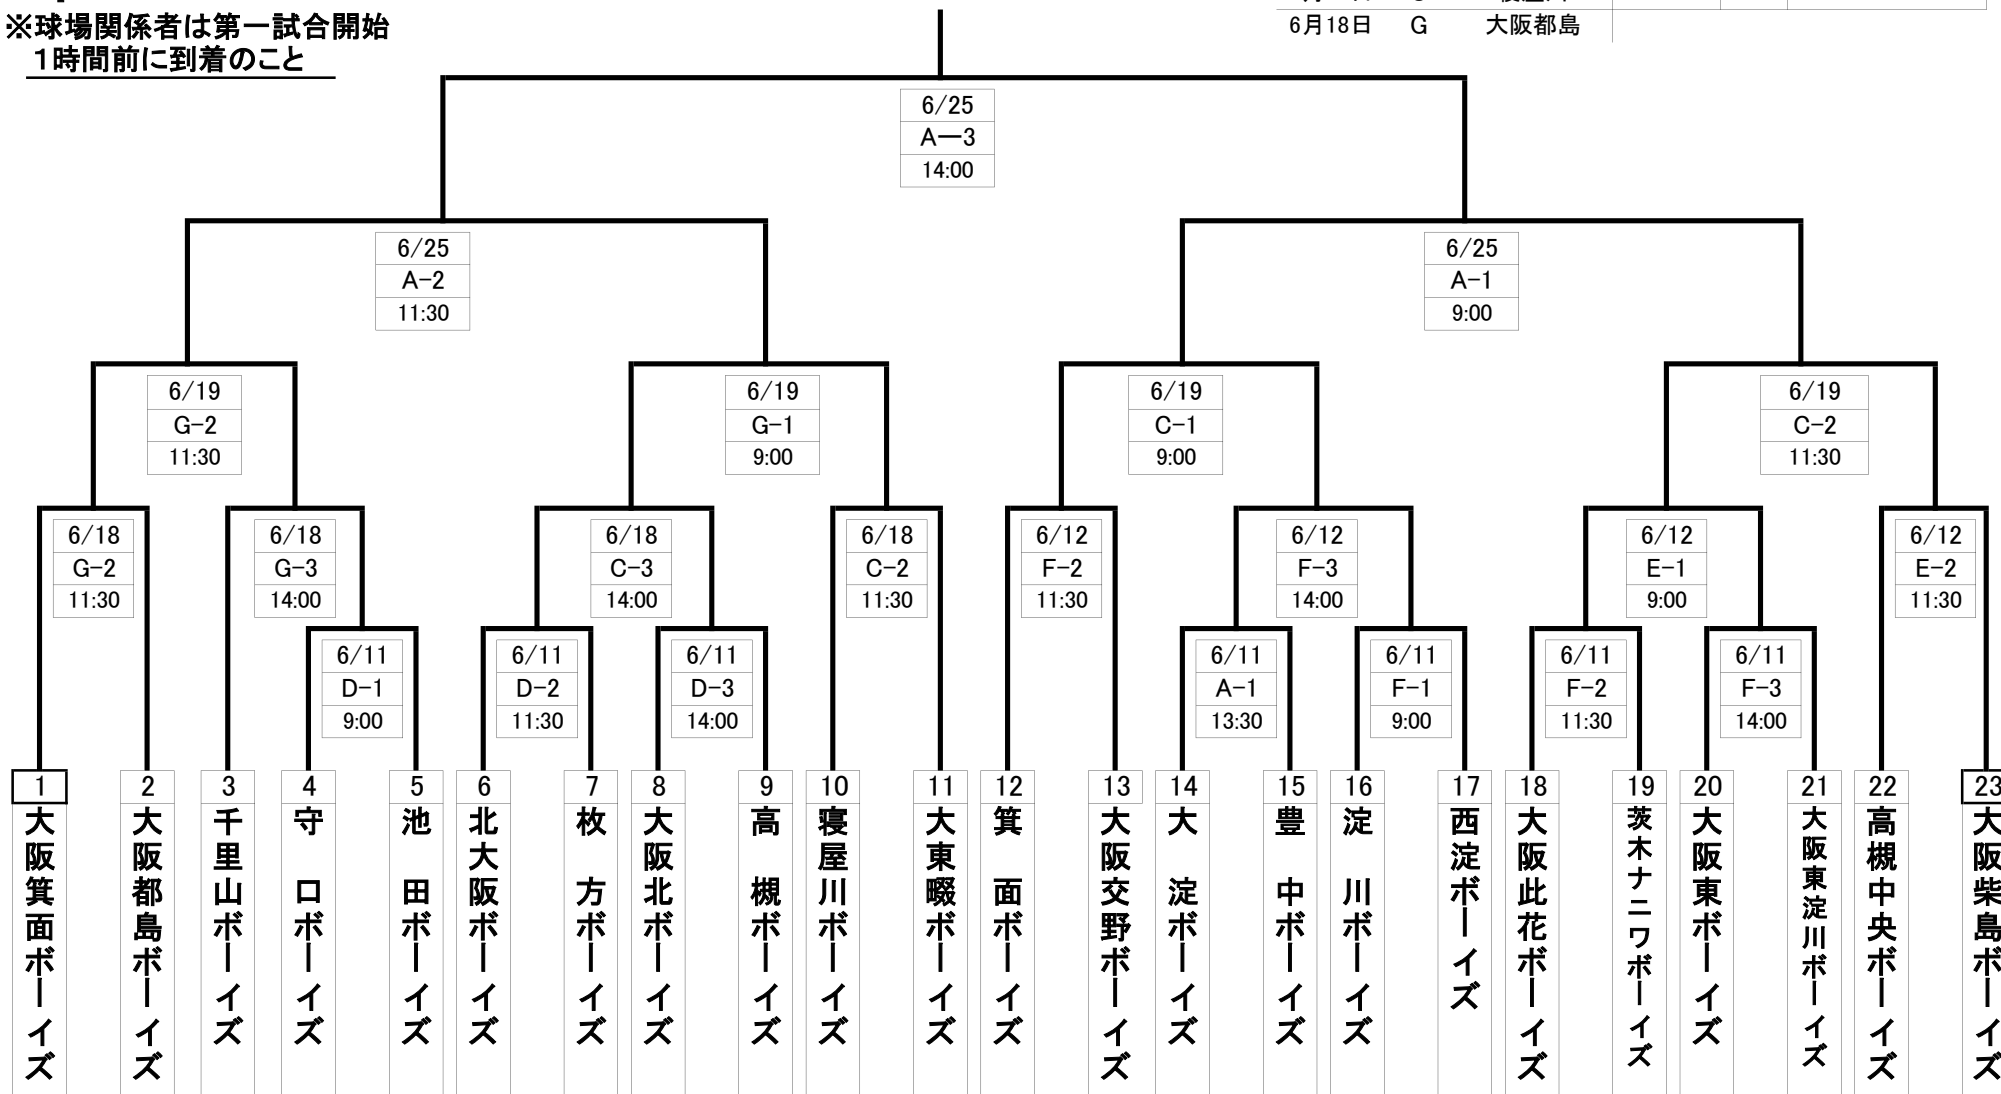 ※球場関係者は第一試合開始
1時間前に到着のこと
6月18日 G 大阪都島
6/25
A―3
14:00
6/25
A-2
11:30
6/25
A-1
9:00
6/19
G-2
11:30
6/19
G-1
9:00
6/19
C-1
9:00
6/19
C-2
11:30
6/18
G-2
11:30
6/18
G-3
14:00
6/18
C-3
14:00
6/18
C-2
11:30
6/12
F-2
11:30
6/12
F-3
14:00
6/12
E-1
9:00
6/12
E-2
11:30
6/11
D-1
9:00
6/11
D-2
11:30
6/11
D-3
14:00
6/11
A-1
13:30
6/11
F-1
9:00
6/11
F-2
11:30
6/11
F-3
14:00
1
大阪箕面ボーイズ
2
大阪都島ボーイズ
3
千里山ボーイズ
4
守 口ボーイズ
5
池 田ボーイズ
6
北大阪ボーイズ
7
枚 方ボーイズ
8
大阪北ボーイズ
9
高 槻ボーイズ
10
寝屋川ボーイズ
11
大東畷ボーイズ
12
箕 面ボーイズ
13
大阪交野ボーイズ
14
大 淀ボーイズ
15
豊 中ボーイズ
16
淀 川ボーイズ
17
西淀ボーイズ
18
大阪此花ボーイズ
19
茨木ナニワボーイズ
20
大阪東ボーイズ
21
大阪東淀川ボーイズ
22
高槻中央ボーイズ
23
大阪柴島ボーイズ